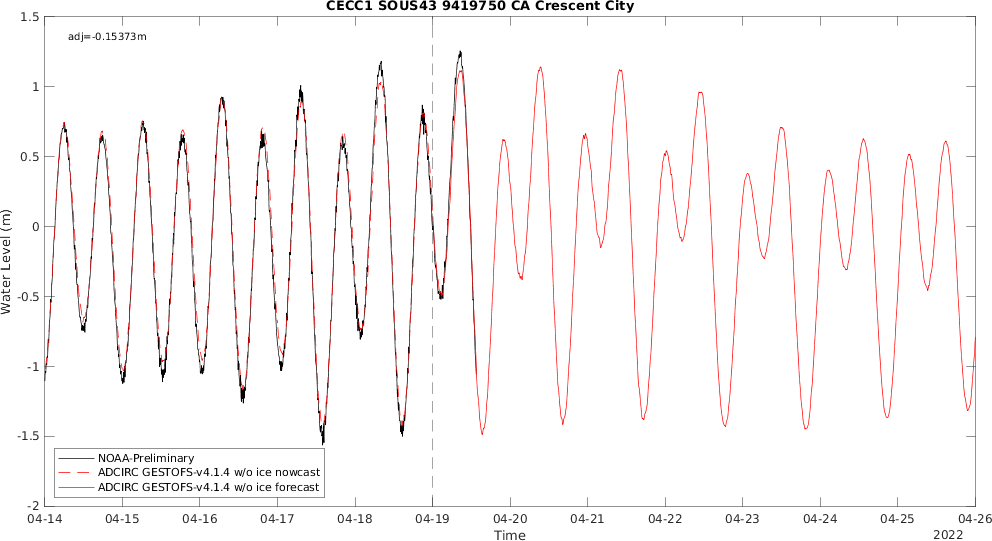 CECC1 SOUS43 9419750 CA Crescent City
adj=-0.15373m
1.5
1
0.5
0
-0.5
-1
-1.5
-2
Water Level (m)
NOAA-Preliminary
ADCIRC GESTOFS-v4.1.4 w/o ice nowcast
ADCIRC GESTOFS-v4.1.4 w/o ice forecast
04-14 04-15 04-16 04-17 04-18 04-19 04-20 04-21 04-22 04-23 04-24 04-25 04-26
Time
2022